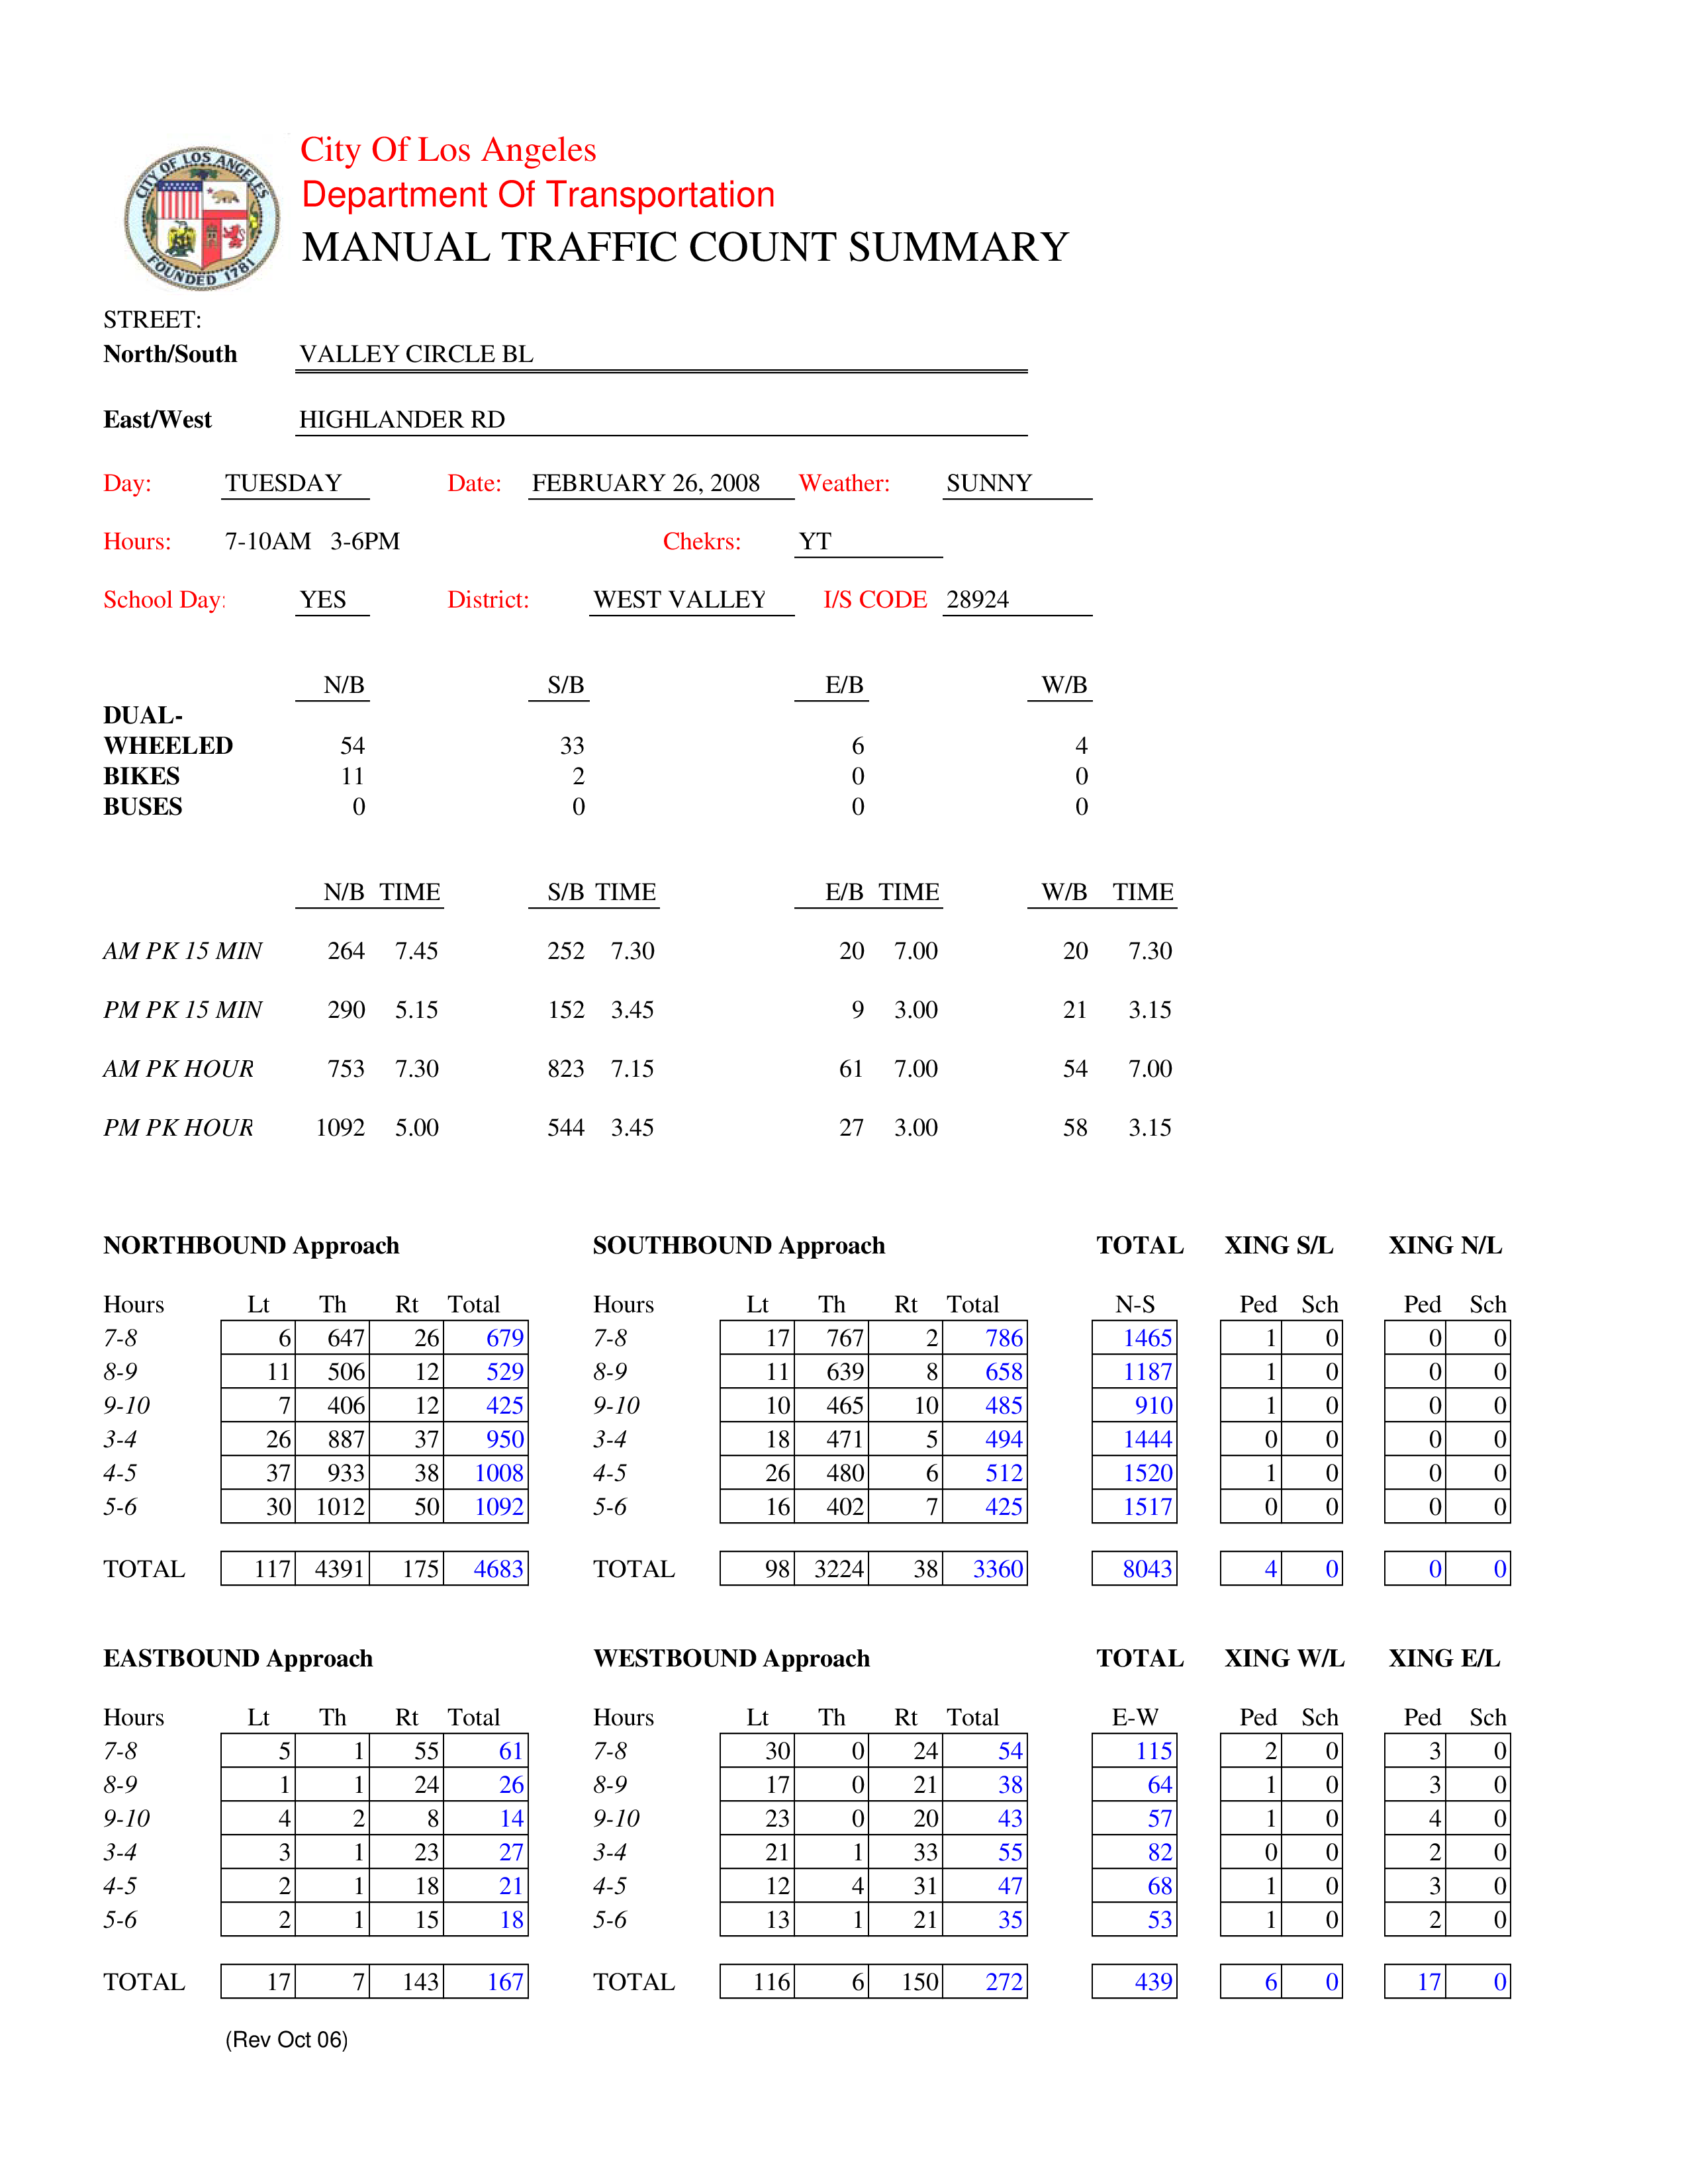 CITY OF LOS ANGELES
FOUNDED 1781
City Of Los Angeles
Department Of Transportation
MANUAL TRAFFIC COUNT SUMMARY
STREET:
North/South VALLEY CIRCLE BL
East/West HIGHLANDER RD
Day: TUESDAY Date: FEBRUARY 26, 2008 Weather: SUNNY
Hours: 7-10AM 3-6PM Chekrs: YT
School Day: YES District: WEST VALLEY I/S CODE 28924
N/B S/B E/B W/B
DUAL-
WHEELED 54 33 6 4
BIKES 11 2 0 0
BUSES 0 0 0 0
N/B TIME S/B TIME E/B TIME W/B TIME
AM PK 15 MIN 264 7.45 252 7.30 20 7.00 20 7.30
PM PK 15 MIN 290 5.15 152 3.45 9 3.00 21 3.15
AM PK HOUR 753 7.30 823 7.15 61 7.00 54 7.00
PM PK HOUR 1092 5.00 544 3.45 27 3.00 58 3.15
NORTHBOUND Approach SOUTHBOUND Approach TOTAL XING S/L XING N/L
Hours Lt Th Rt Total Hours Lt Th Rt Total N-S Ped Sch Ped Sch
7-8 6 647 26 679 7-8 17 767 2 786 1465 1 0 0 0
8-9 11 506 12 529 8-9 11 639 8 658 1187 1 0 0 0
9-10 7 406 12 425 9-10 10 465 10 485 910 1 0 0 0
3-4 26 887 37 950 3-4 18 471 5 494 1444 0 0 0 0
4-5 37 933 38 1008 4-5 26 480 6 512 1520 1 0 0 0
5-6 30 1012 50 1092 5-6 16 402 7 425 1517 0 0 0 0
TOTAL 117 4391 175 4683 TOTAL 98 3224 38 3360 8043 4 0 0 0
EASTBOUND Approach WESTBOUND Approach TOTAL XING W/L XING E/L
Hours Lt Th Rt Total Hours Lt Th Rt Total E-W Ped Sch Ped Sch
7-8 5 1 55 61 7-8 30 0 24 54 115 2 0 3 0
8-9 1 1 24 26 8-9 17 0 21 38 64 1 0 3 0
9-10 4 2 8 14 9-10 23 0 20 43 57 1 0 4 0
3-4 3 1 23 27 3-4 21 1 33 55 82 0 0 2 0
4-5 2 1 18 21 4-5 12 4 31 47 68 1 0 3 0
5-6 2 1 15 18 5-6 13 1 21 35 53 1 0 2 0
TOTAL 17 7 143 167 TOTAL 116 6 150 272 439 6 0 17 0
(Rev Oct 06)